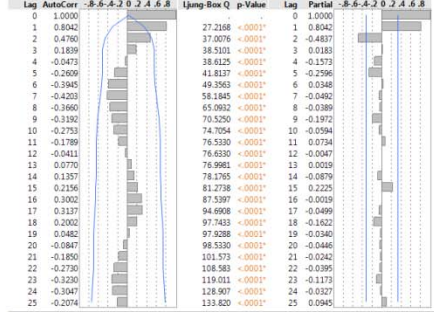 Lag AutoCorr -.8-.6-.4-.2 0 .2 .4 .6 .8 Ljung-Box Q p-Value Lag Partial -.8-.6-.4-.2 0 .2 .4 .6 .8
0 1.0000 . . 0 1.0000
1 0.8042 27.2168 <.0001* 1 0.8042
2 0.4760 37.0076 <.0001* 2 -0.4837
3 0.1839 38.5101 <.0001* 3 0.0183
4 -0.0473 38.6125 <.0001* 4 -0.1573
5 -0.2609 41.8137 <.0001* 5 -0.2596
6 -0.3945 49.3563 <.0001* 6 0.0348
7 -0.4203 58.1845 <.0001* 7 -0.0492
8 -0.3660 65.0932 <.0001* 8 -0.0389
9 -0.3192 70.5250 <.0001* 9 -0.1972
10 -0.2753 74.7054 <.0001* 10 -0.0594
11 -0.1789 76.5330 <.0001* 11 0.0734
12 -0.0411 76.6330 <.0001* 12 -0.0047
13 0.0770 76.9981 <.0001* 13 0.0019
14 0.1357 78.1765 <.0001* 14 -0.0879
15 0.2156 81.2738 <.0001* 15 0.2225
16 0.3002 87.5397 <.0001* 16 -0.0019
17 0.3137 94.6908 <.0001* 17 -0.0499
18 0.2002 97.7433 <.0001* 18 -0.1622
19 0.0482 97.9288 <.0001* 19 -0.0340
20 -0.0847 98.5330 <.0001* 20 -0.0446
21 -0.1850 101.573 <.0001* 21 -0.0242
22 -0.2730 108.583 <.0001* 22 -0.0395
23 -0.3230 119.011 <.0001* 23 -0.1173
24 -0.3047 128.907 <.0001* 24 -0.0327
25 -0.2074 133.820 <.0001* 25 0.0945